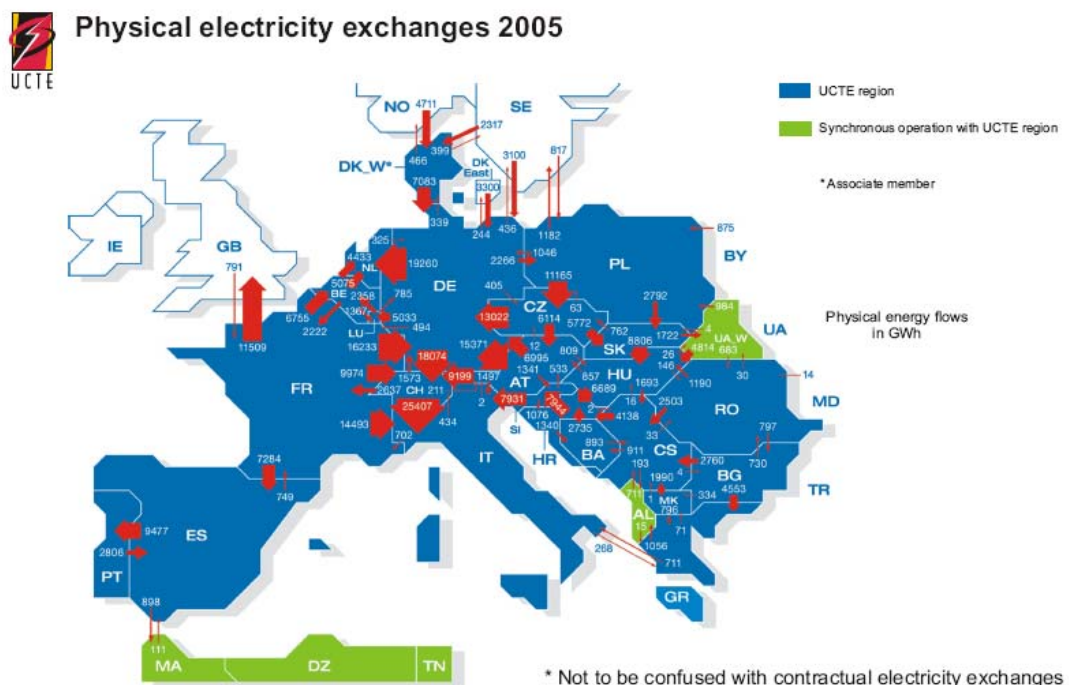 Physical electricity exchanges 2005
UCTE
UCTE region
Synchronous operation with UCTE region
*Associate member
Physical energy flows
in GWh
NO
4711
SE
2317
399
466
DK_W*
DK
East
3100
817
7083
3300
339
244
436
1182
875
BY
IE
GB
791
325
4433
NL
19260
DE
2266
1046
PL
5075
BE
2358
785
405
11165
63
2792
984
UA
6755
2222
1367
5033
13022
CZ
6114
5772
762
1722
4
UA_W
LU
494
11509
16233
15371
12
6995
809
SK
8806
26
4814
683
9974
2637
1573
18074
9199
1497
1341
533
857
HU
146
1190
30
14
MD
FR
CH
211
AT
6689
1693
25407
2
7931
7944
2
16
2503
RO
14493
434
SI
1076
1340
2735
4138
33
702
HR
BA
893
911
CS
797
730
IT
193
2760
4
BG
TR
7284
749
711
1990
1
MK
334
4553
796
AL
15
71
9477
ES
2806
268
1056
711
PT
GR
898
111
MA
DZ
TN
* Not to be confused with contractual electricity exchanges